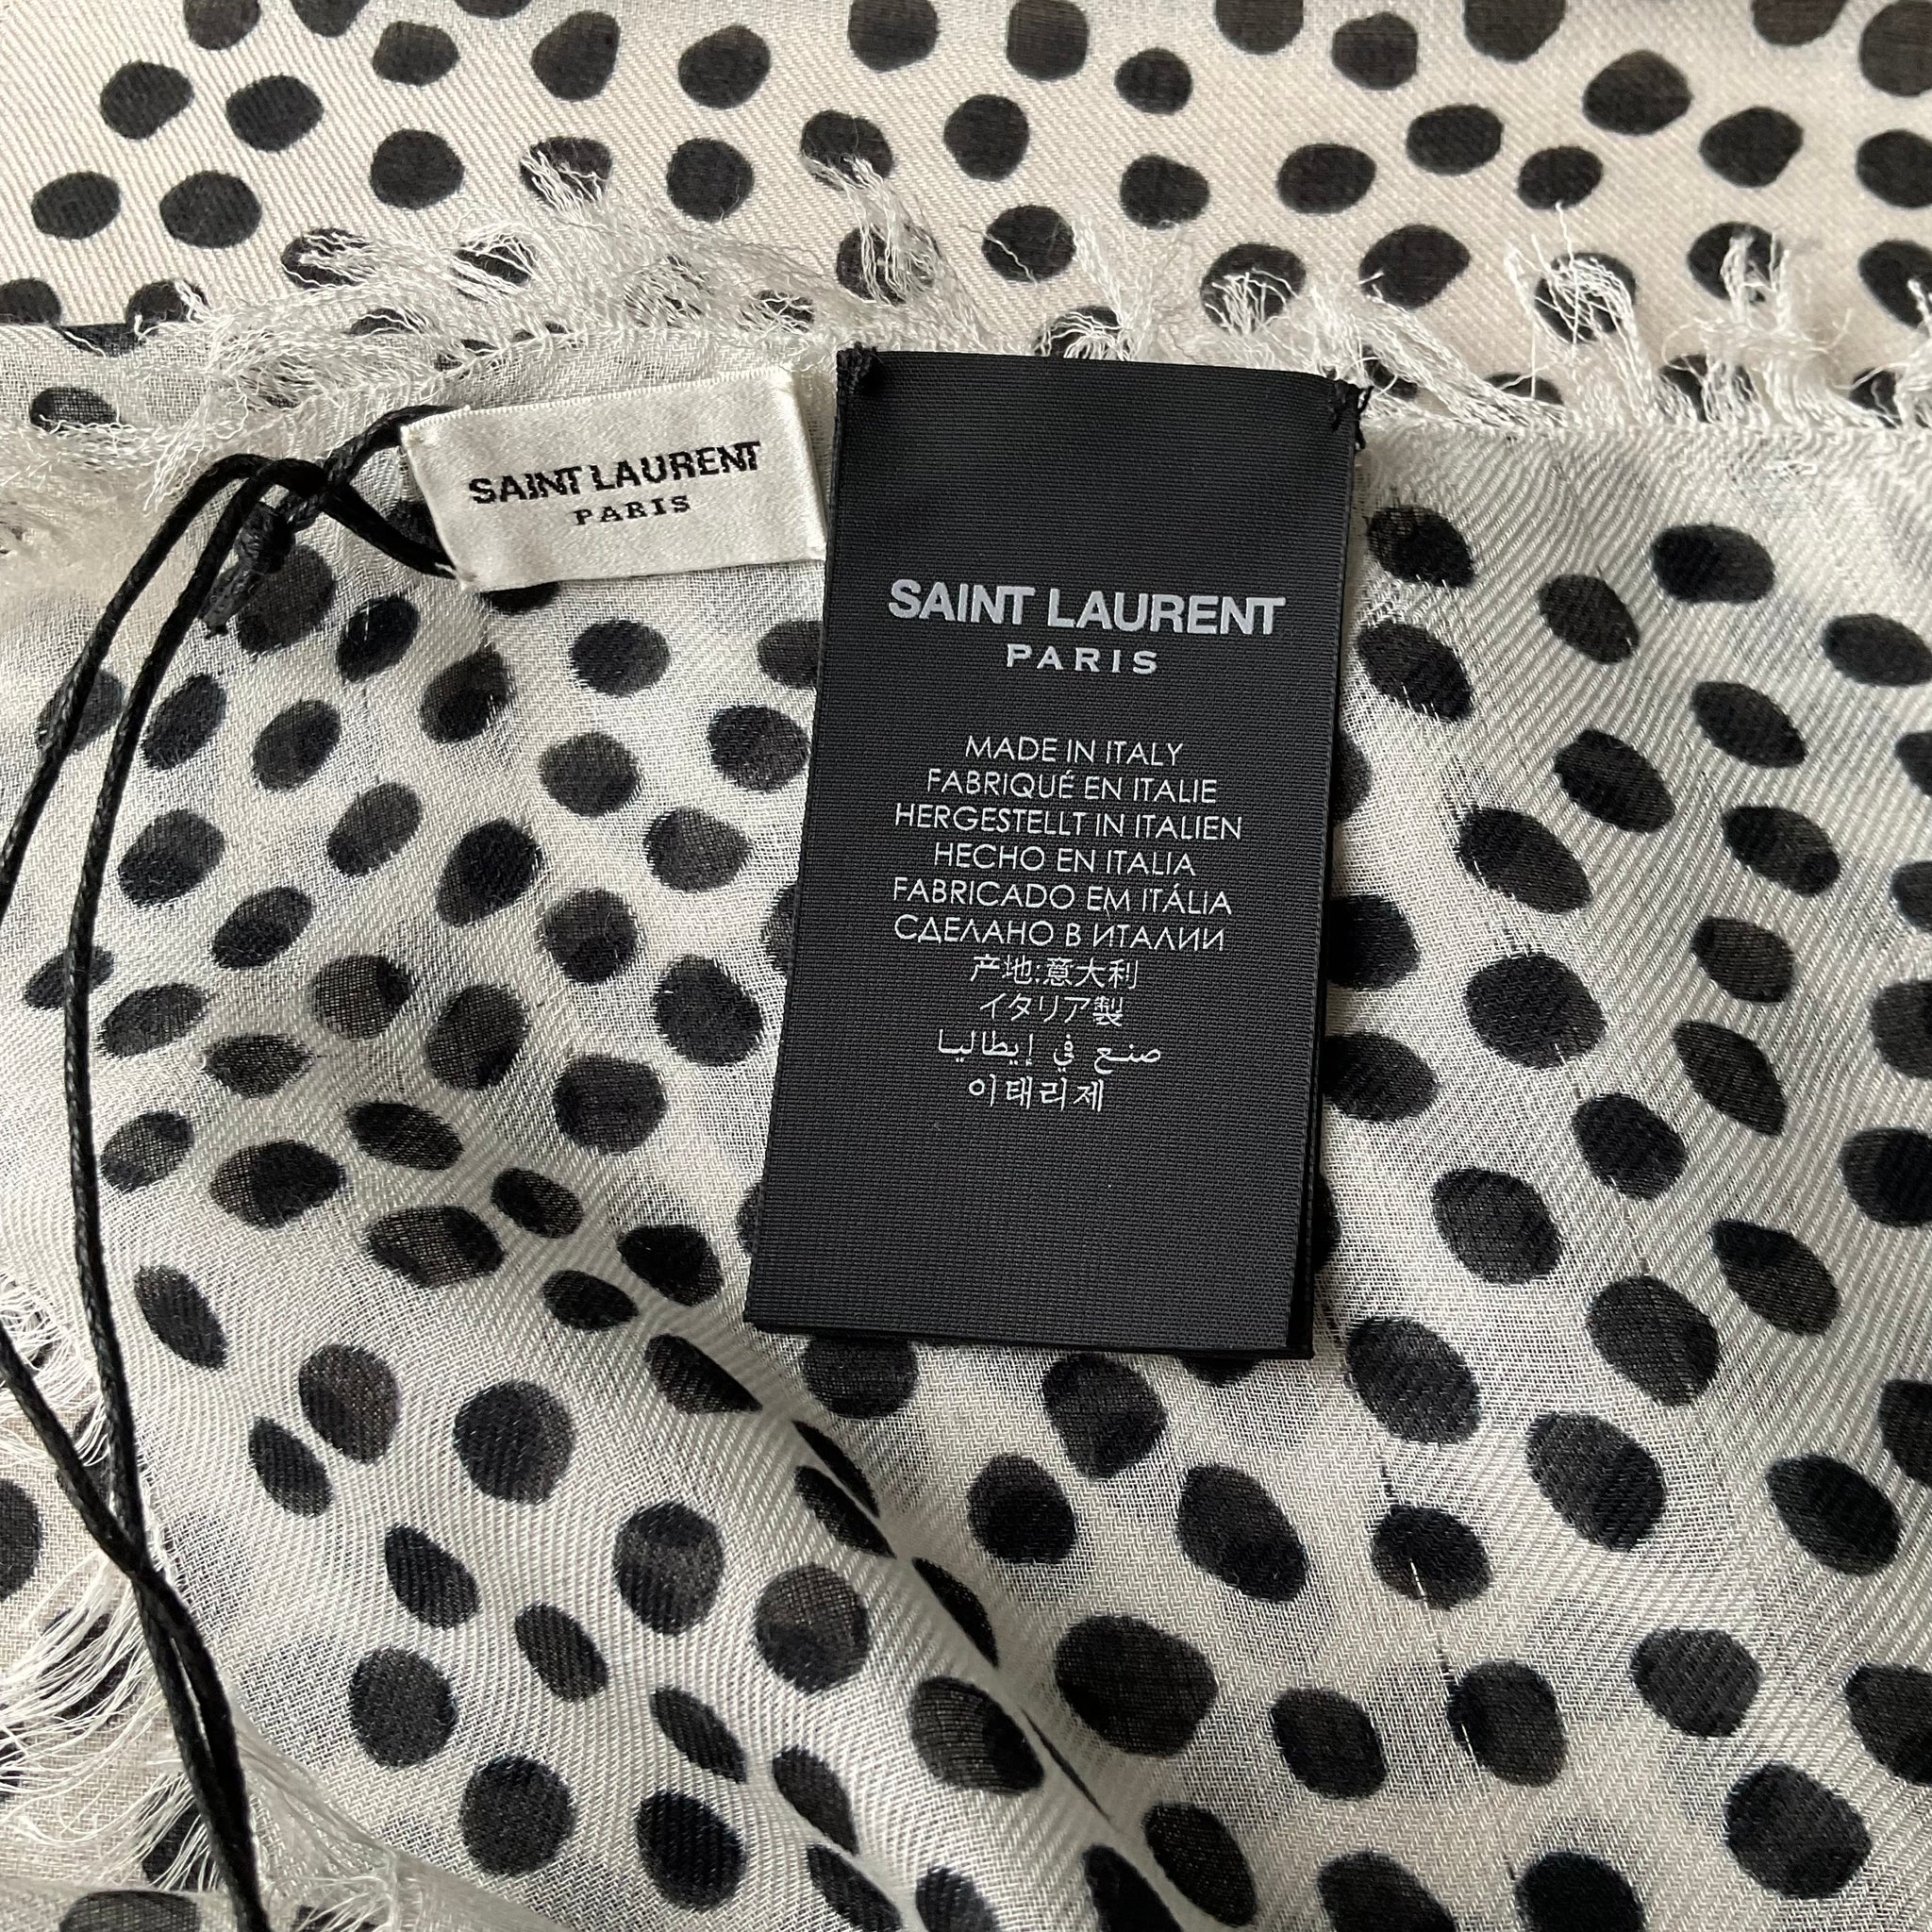 SAINT LAURENT
PARIS
SAINT LAURENT
PARIS
MADE IN ITALY
FABRIQUÉ EN ITALIE
HERGESTELLT IN ITALIEN
HECHO EN ITALIA
FABRICADO EM ITÁLIA
СДЕЛАНО В ИТАЛИИ
产地:意大利
イタリア製
صنع في إيطاليا
이태리제